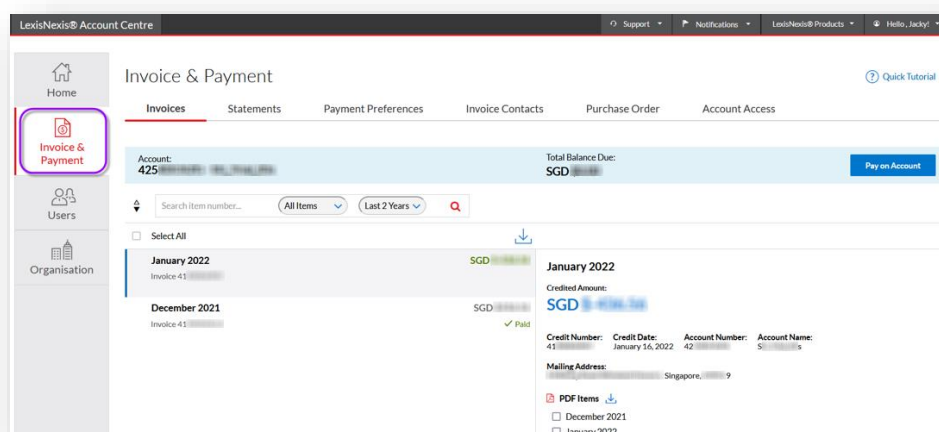 LexisNexis® Account Centre
Support
Notifications
LexisNexis® Products
Hello, Jacky!
Home
Invoice &
Payment
Users
Organisation
Invoice & Payment
Quick Tutorial
Invoices
Statements
Payment Preferences
Invoice Contacts
Purchase Order
Account Access
Account:
425
Total Balance Due:
SGD
Pay on Account
Search item number...
All Items
Last 2 Years
Select All
January 2022
SGD
Invoice 41
December 2021
SGD
Invoice 41
Paid
January 2022
Credited Amount:
SGD
Credit Number:
41
Credit Date:
January 16, 2022
Account Number:
42
Account Name:
S s
Mailing Address:
Singapore, 9
PDF Items
December 2021
January 2022